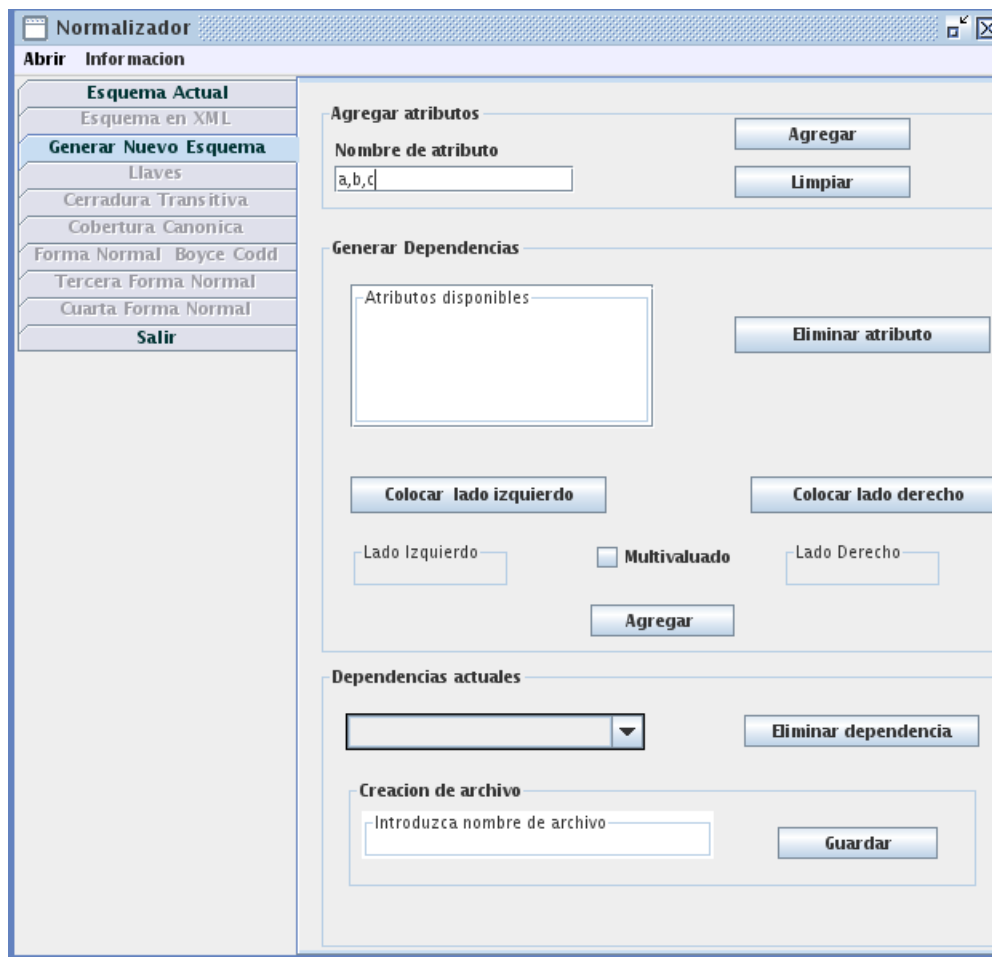 Normalizador
Abrir Informacion
Esquema Actual
Esquema en XML
Generar Nuevo Esquema
Llaves
Cerradura Transitiva
Cobertura Canonica
Forma Normal Boyce Codd
Tercera Forma Normal
Cuarta Forma Normal
Salir
Agregar atributos
Nombre de atributo
a,b,c
Agregar
Limpiar
Generar Dependencias
Atributos disponibles
Eliminar atributo
Colocar lado izquierdo
Colocar lado derecho
Lado Izquierdo
Multivaluado
Lado Derecho
Agregar
Dependencias actuales
Eliminar dependencia
Creacion de archivo
Introduzca nombre de archivo
Guardar